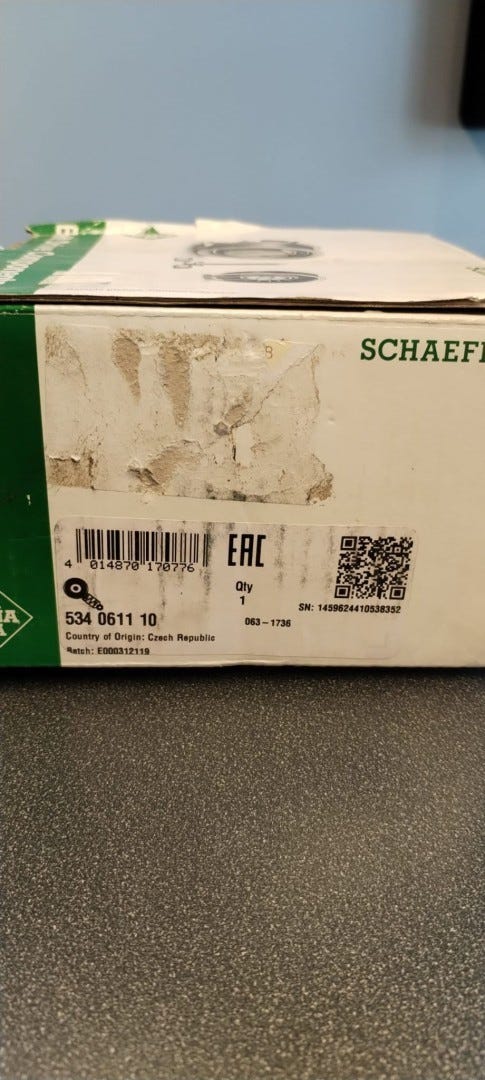 SCHAEFF
4 014870 170776
EAC
Qty
1
SN: 1459624410538352
534 0611 10
063-1736
Country of Origin: Czech Republic
Batch: E000312119